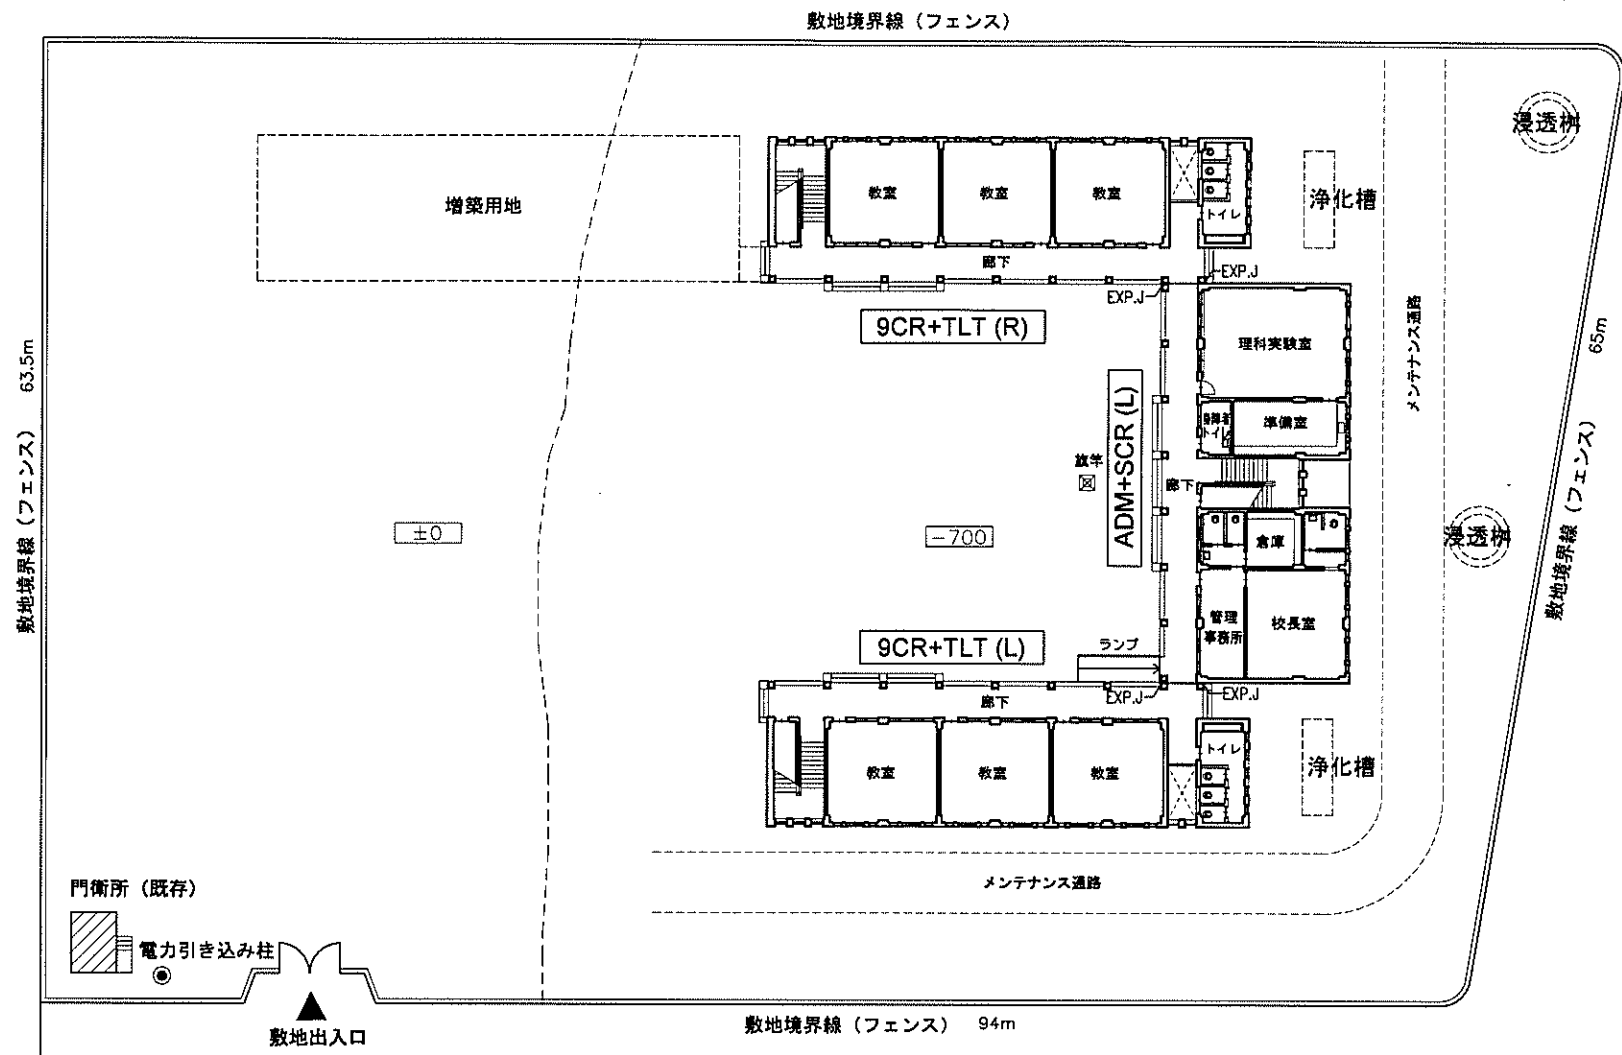 敷地境界線（フェンス）
浸透桝
増築用地
教室
教室
教室
トイレ
浄化槽
廊下
EXP.J
EXP.J
9CR+TLT (R)
理科実験室
メンテナンス通路
65m
敷地境界線（フェンス）
63.5m
敷地境界線（フェンス）
ADM+SCR (L)
トイレ
準備室
旗竿
廊下
±0
-700
倉庫
浸透桝
管理
事務所
校長室
9CR+TLT (L)
ランプ
EXP.J
EXP.J
廊下
教室
教室
教室
トイレ
浄化槽
メンテナンス通路
門衛所（既存）
電力引き込み柱
敷地出入口
敷地境界線（フェンス） 94m